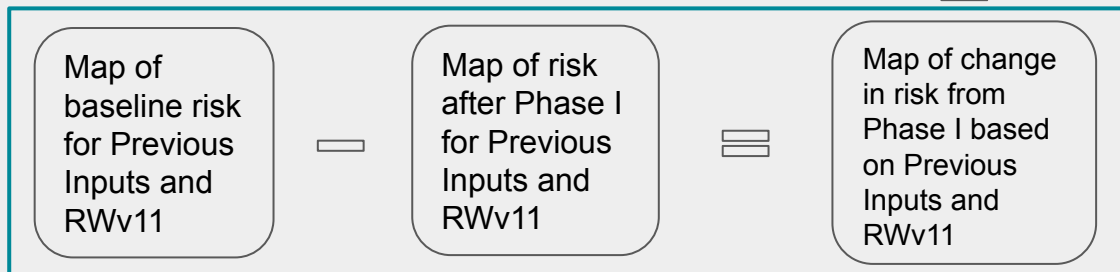 Map of
baseline risk
for Previous
Inputs and
RWv11
Map of risk
after Phase I
for Previous
Inputs and
RWv11
Map of change
in risk from
Phase I based
on Previous
Inputs and
RWv11